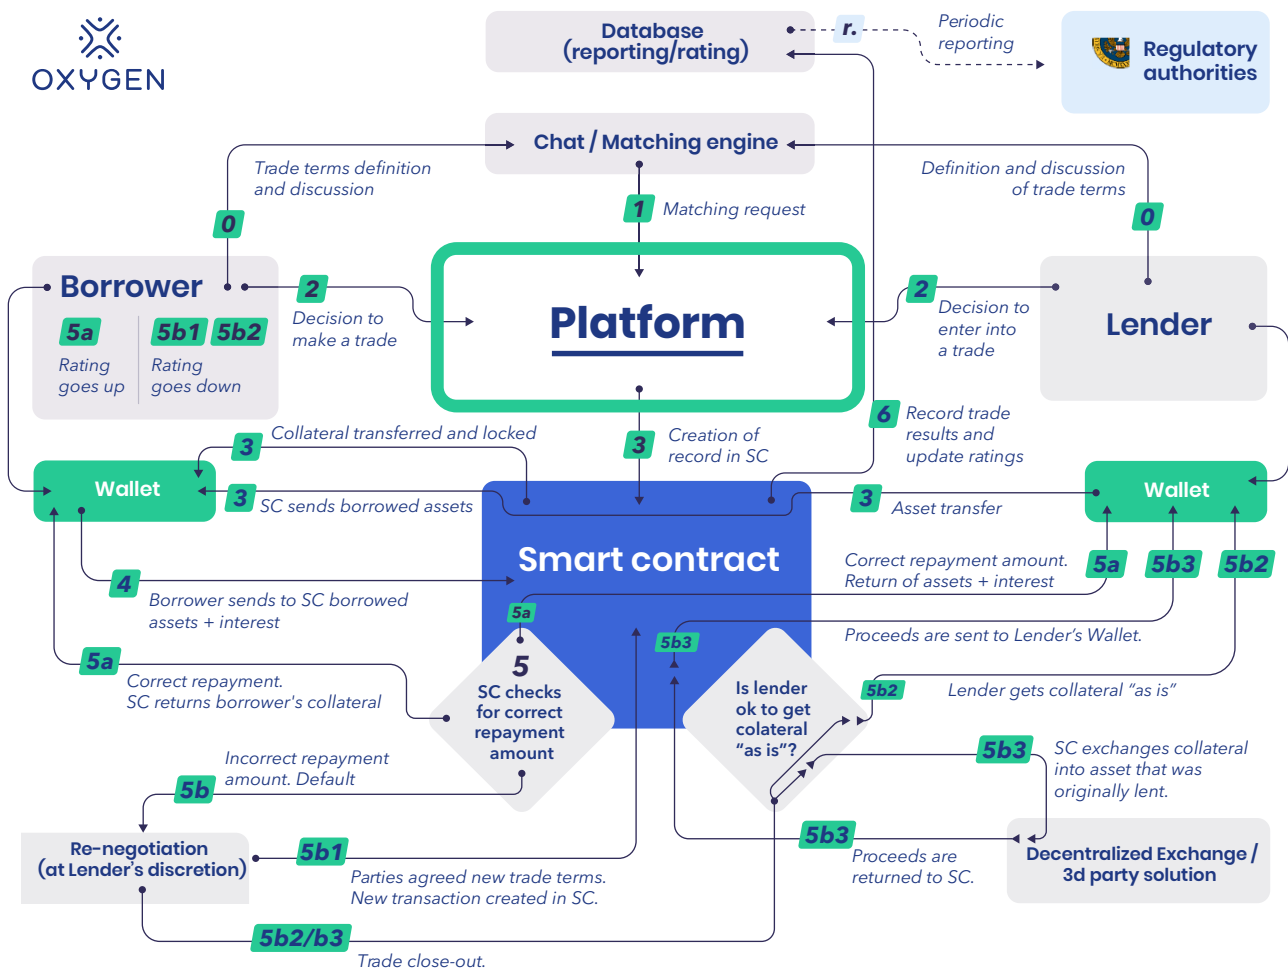 OXYGEN
Database
(reporting/rating)
r.
Periodic
reporting
Regulatory
authorities
Chat / Matching engine
Trade terms definition
and discussion
Definition and discussion
of trade terms
0
1
Matching request
0
Borrower
5a
Rating
goes up
5b1 5b2
Rating
goes down
2
Decision to
make a trade
Platform
2
Decision to
enter into
a trade
Lender
3
Collateral transferred and locked
3
Creation of
record in SC
6
Record trade
results and
update ratings
Wallet
3
SC sends borrowed assets
3
Asset transfer
Wallet
Smart contract
4
Borrower sends to SC borrowed
assets + interest
Correct repayment amount.
Return of assets + interest
5a
5b3
5b2
5a
5b3
Proceeds are sent to Lender's Wallet.
5a
Correct repayment.
SC returns borrower's collateral
5
SC checks
for correct
repayment
amount
Is lender
ok to get
colateral
“as is”?
5b2
Lender gets collateral “as is”
Incorrect repayment
amount. Default
5b
5b3
SC exchanges collateral
into asset that was
originally lent.
Re-negotiation
(at Lender's discretion)
5b1
Parties agreed new trade terms.
New transaction created in SC.
5b3
Proceeds are
returned to SC.
Decentralized Exchange /
3d party solution
5b2/b3
Trade close-out.